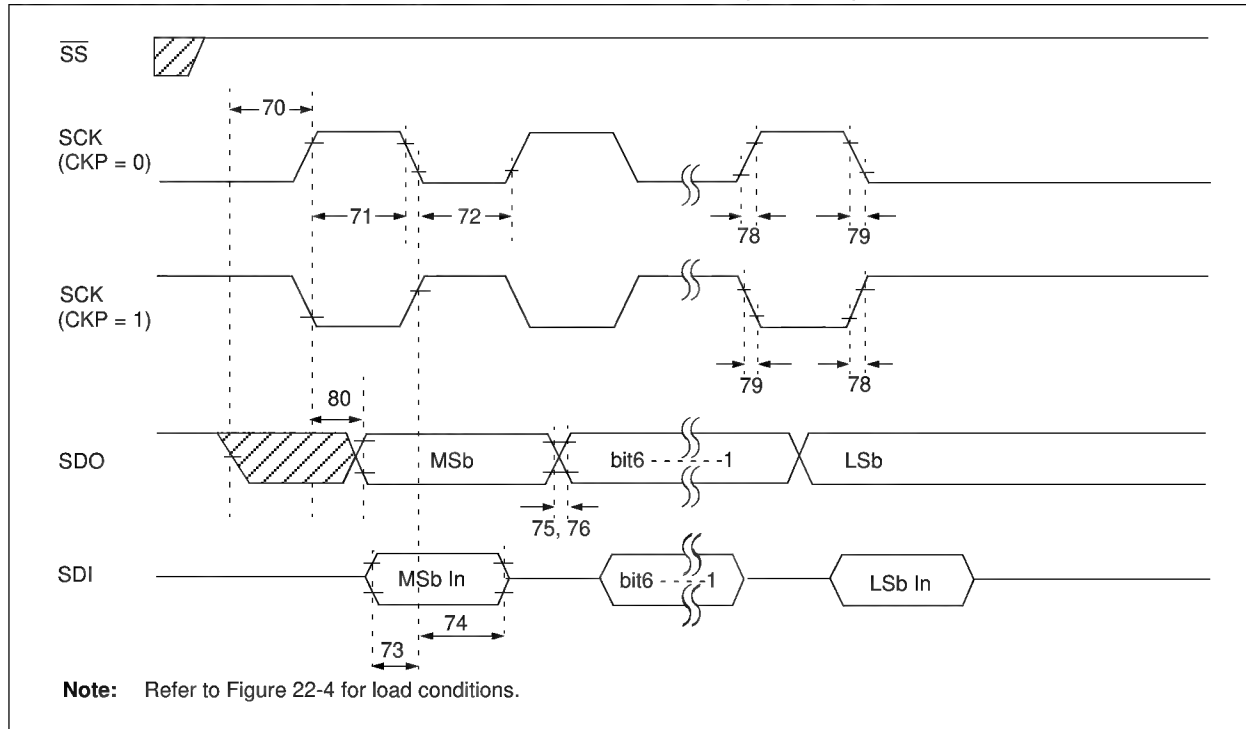 SS
70
SCK
(CKP = 0)
71
72
78
79
SCK
(CKP = 1)
79
78
80
SDO
MSb
bit6 - - - - - - -1
LSb
75, 76
SDI
MSb In
bit6 - - - - -1
LSb In
74
73
Note: Refer to Figure 22-4 for load conditions.